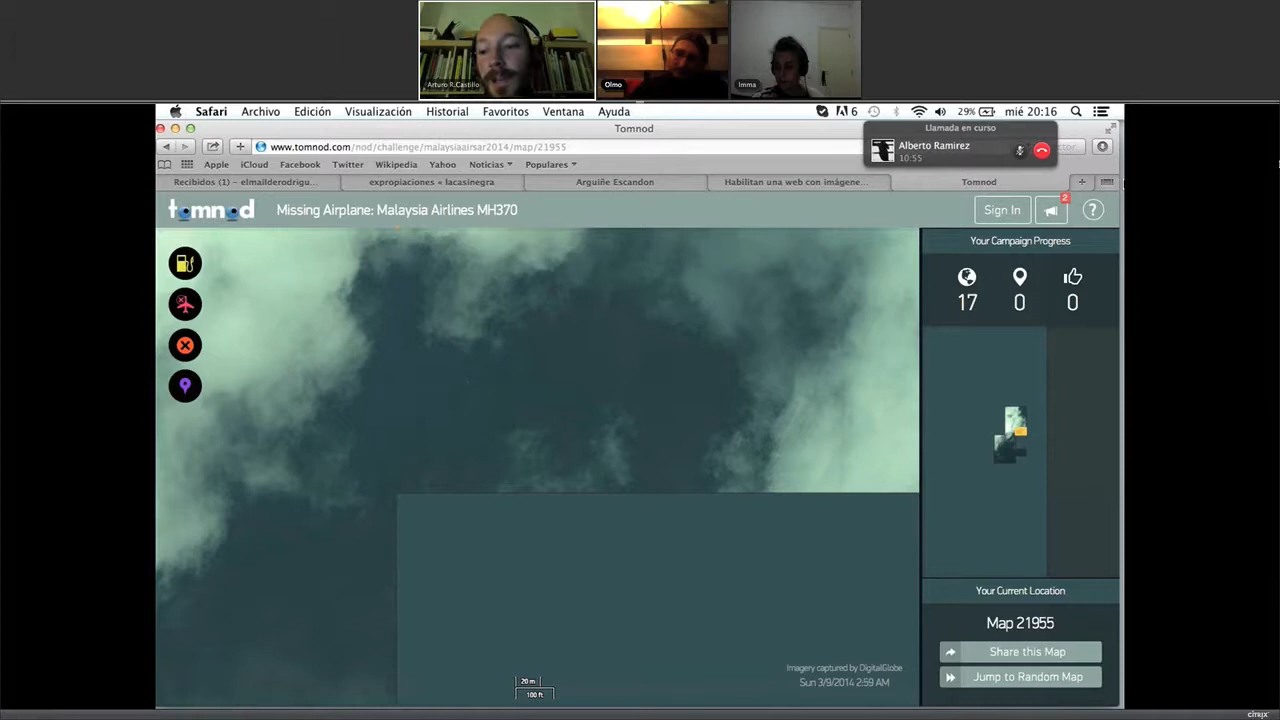 Arturo R.Castillo
Olmo
Imma
Safari Archivo Edición Visualización Historial Favoritos Ventana Ayuda 6 29% mié 20:16
Tomnod
Llamada en curso
Alberto Ramirez
10:55
www.tomnod.com/nod/challenge/malaysiaairsar2014/map/21955
Apple iCloud Facebook Twitter Wikipedia Yahoo Noticias Populares
Recibidos (1) – elmailderodrigu... expropiaciones « lacasinegra Arguiñe Escandon Habilitan una web con imágene... Tomnod
tomnod Missing Airplane: Malaysia Airlines MH370 Sign In 2 ?
Your Campaign Progress
17 0 0
Your Current Location
Map 21955
Share this Map
Jump to Random Map
Imagery captured by DigitalGlobe
Sun 3/9/2014 2:59 AM
20 m
100 ft
CITRIX